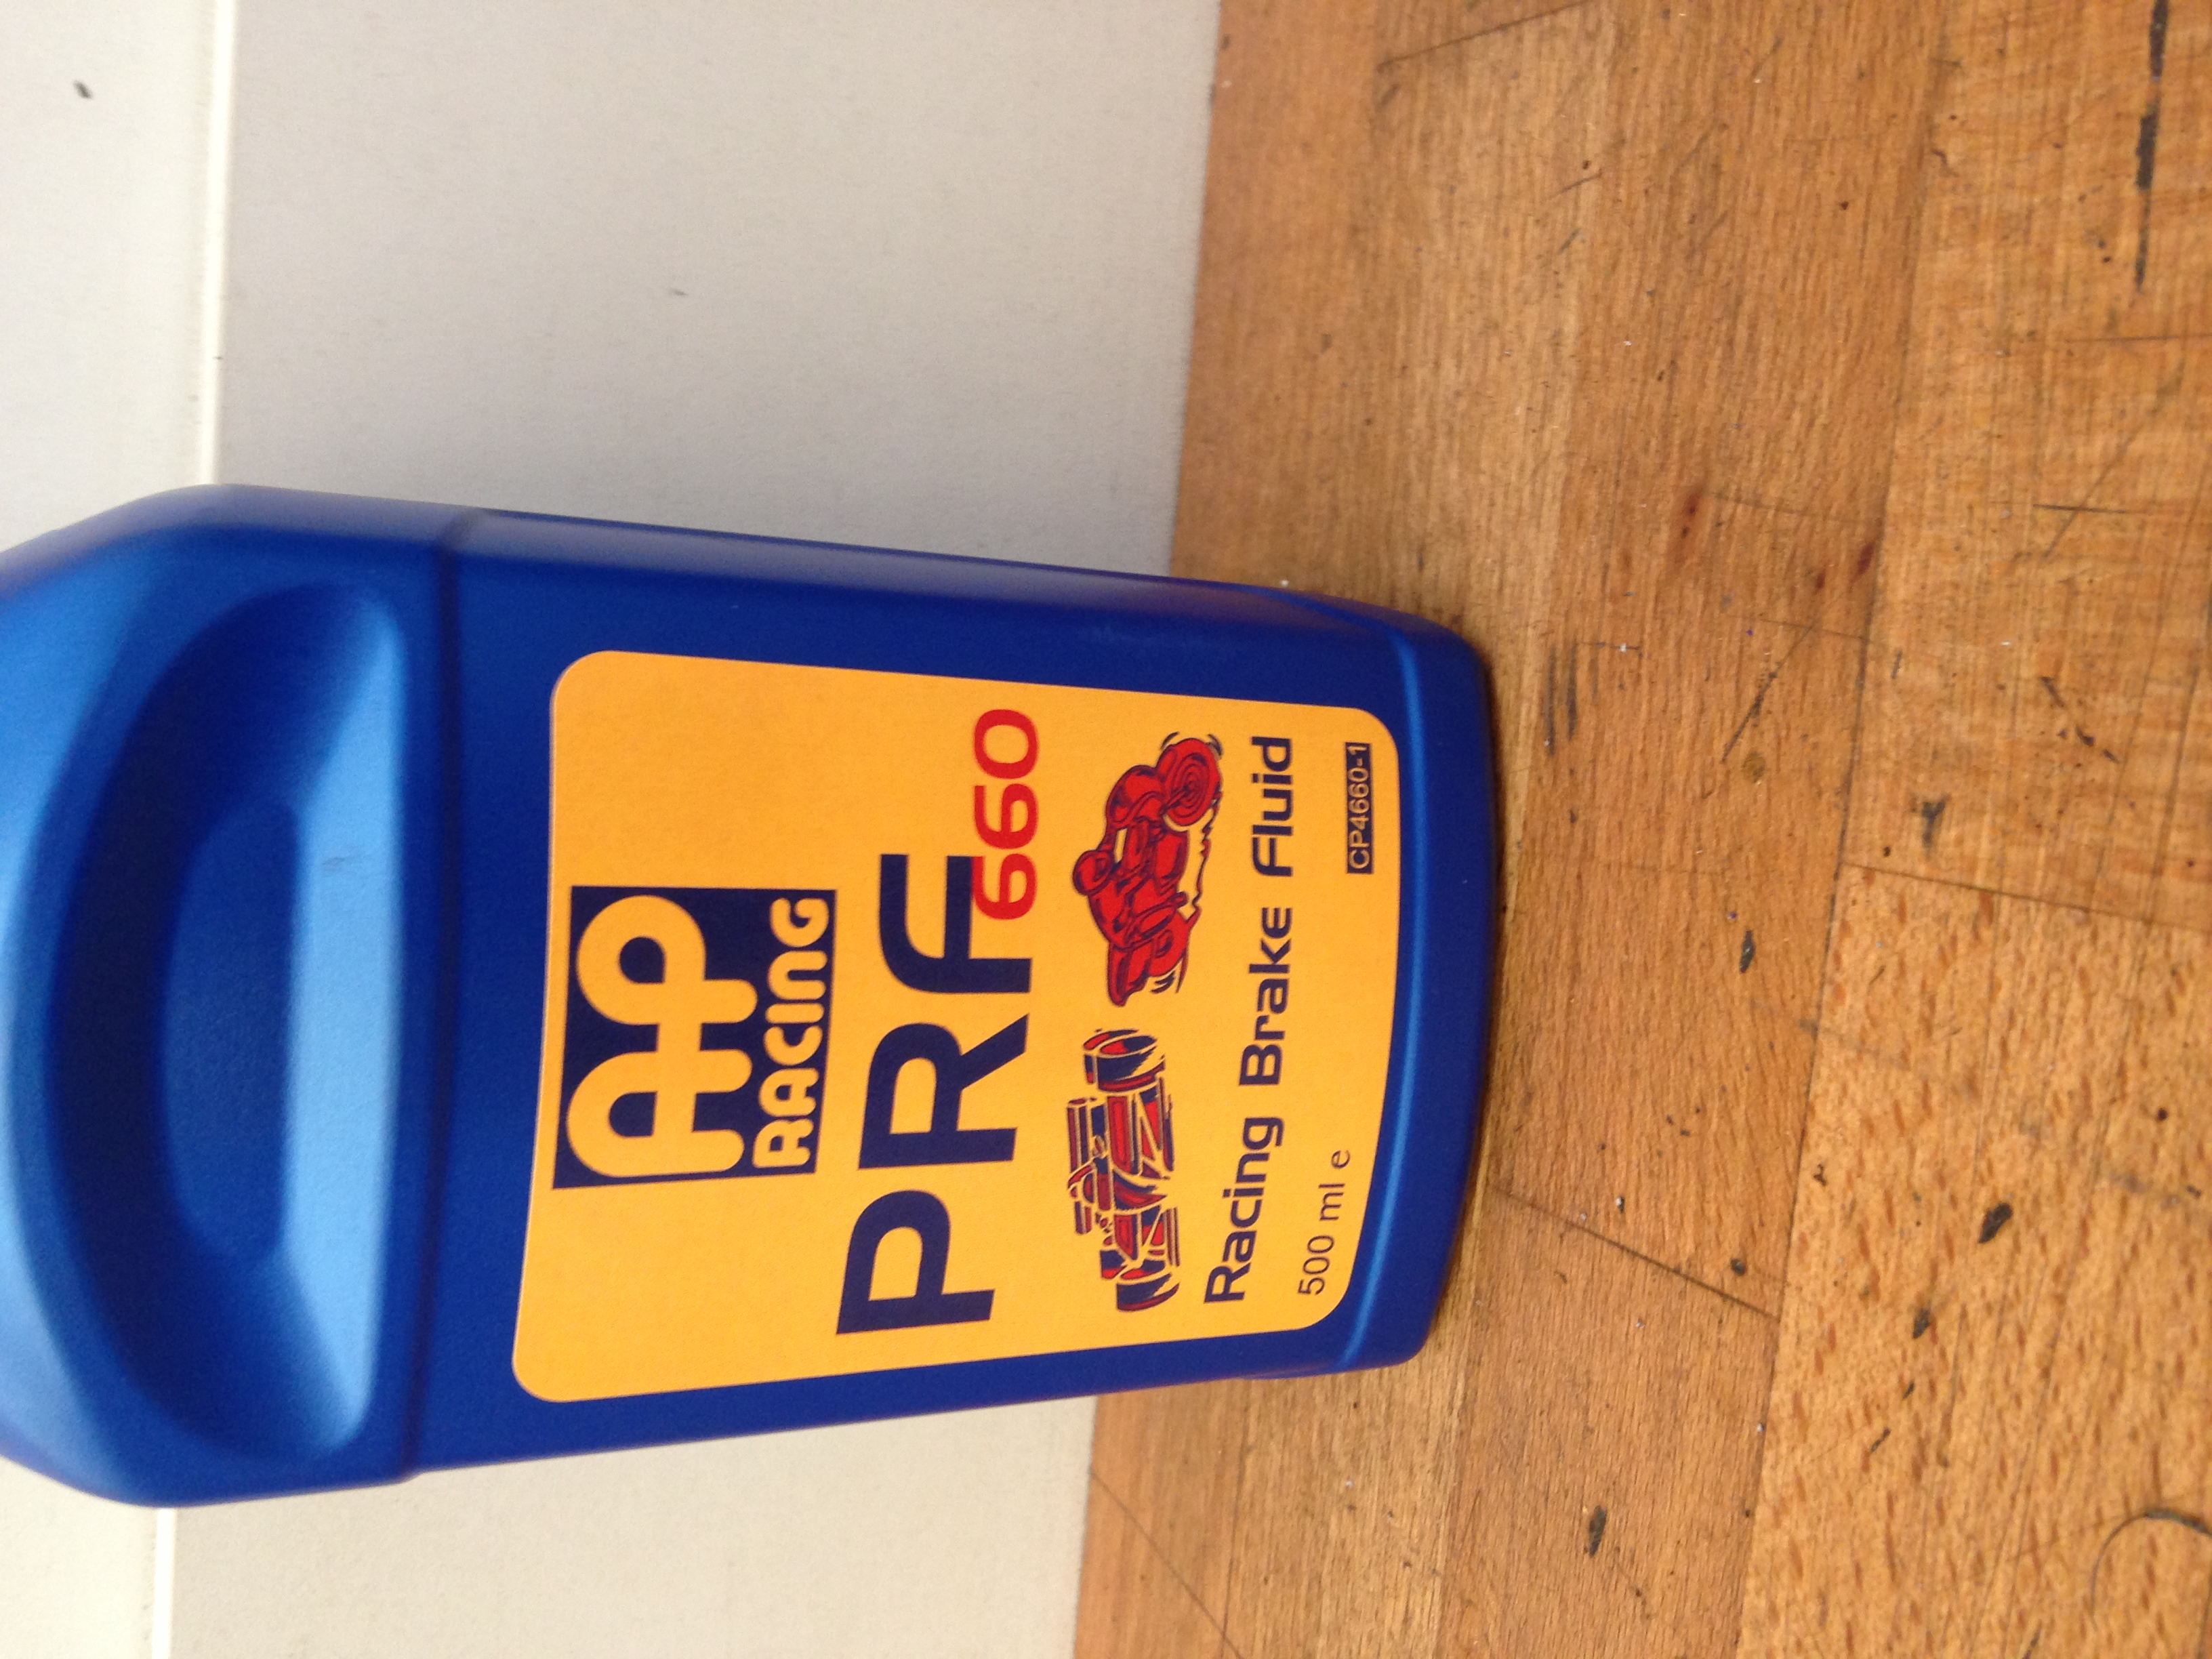 AP
RACING
PRF
660
Racing Brake Fluid
500 ml e
CP4660-1